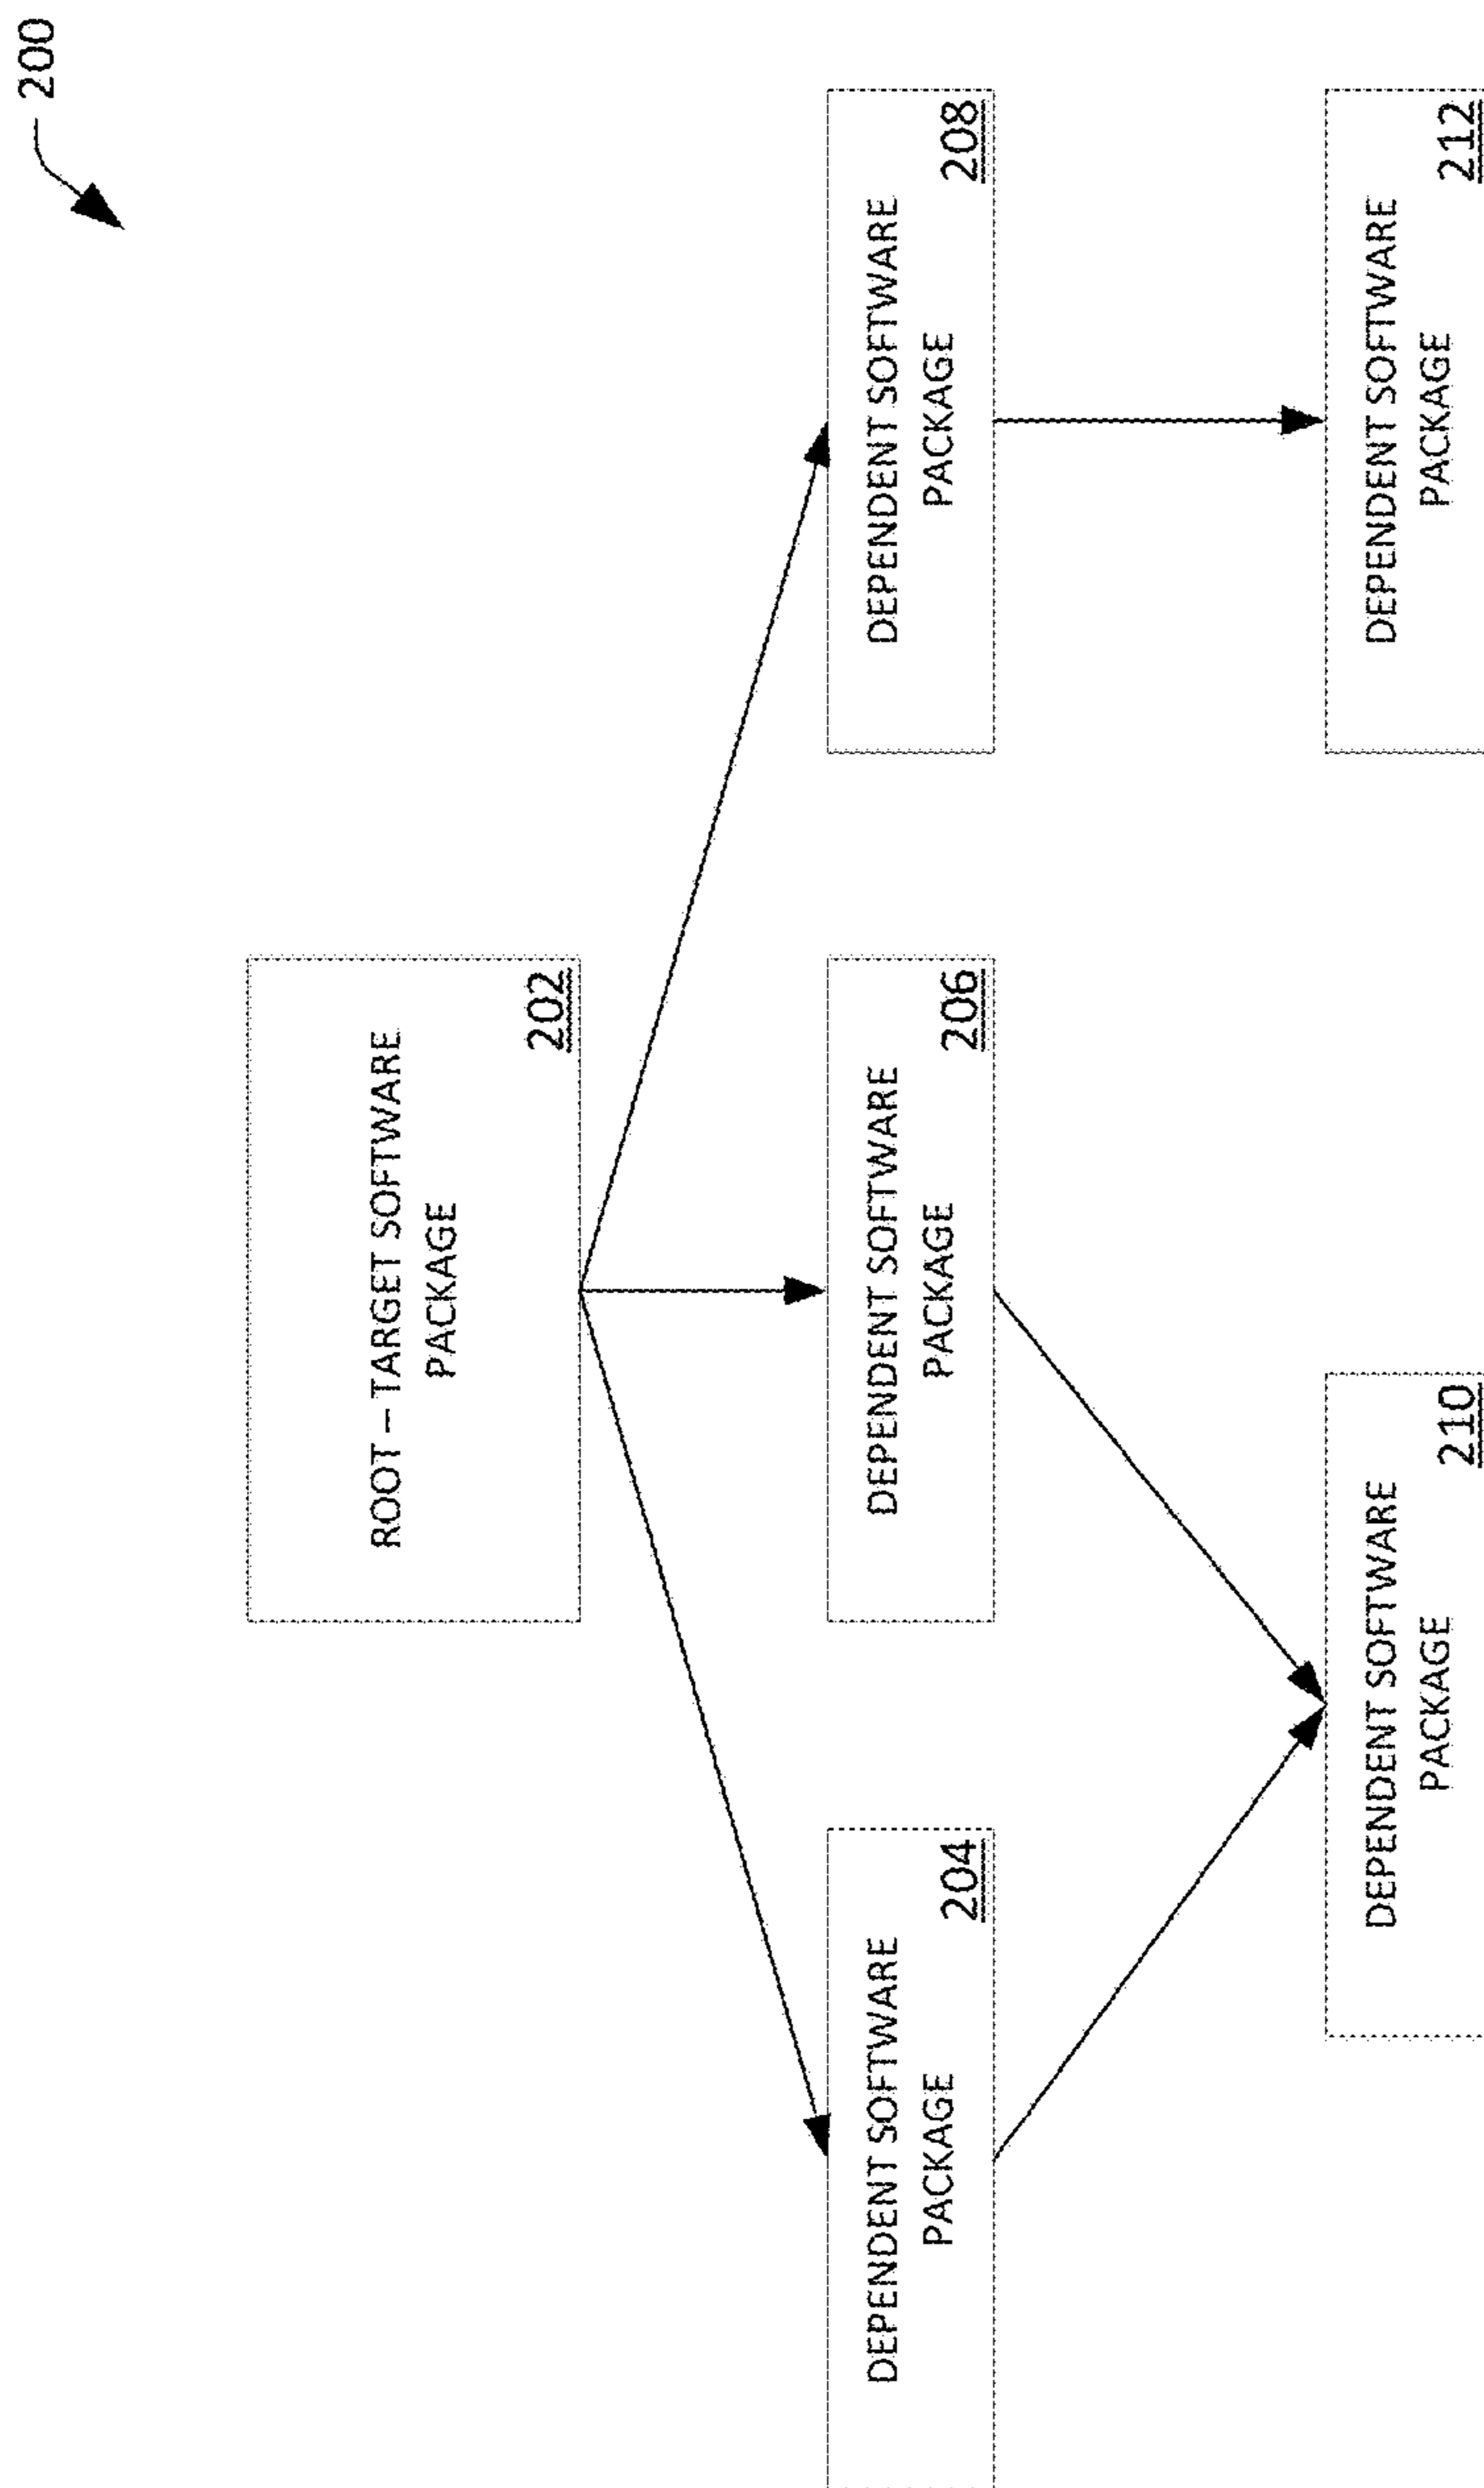 200
ROOT – TARGET SOFTWARE
PACKAGE
202
DEPENDENT SOFTWARE
PACKAGE
204
DEPENDENT SOFTWARE
PACKAGE
206
DEPENDENT SOFTWARE
PACKAGE
208
DEPENDENT SOFTWARE
PACKAGE
210
DEPENDENT SOFTWARE
PACKAGE
212